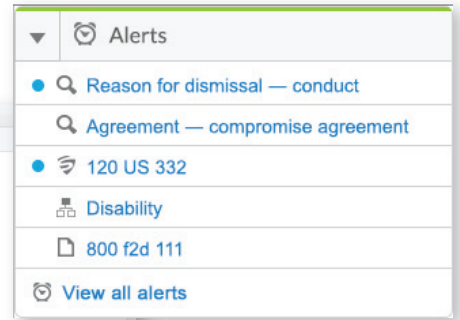 Alerts
Reason for dismissal — conduct
Agreement — compromise agreement
120 US 332
Disability
800 f2d 111
View all alerts